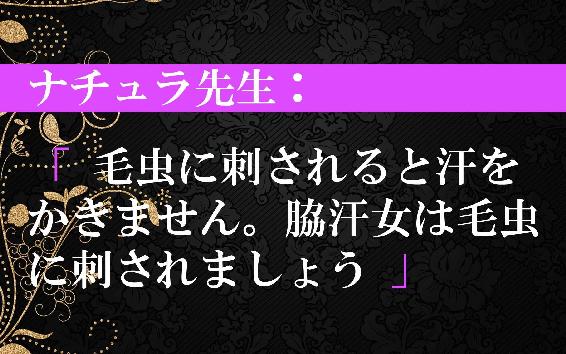 ナチュラ先生：
「 毛虫に刺されると汗を
かきません。脇汗女は毛虫
に刺されましょう 」